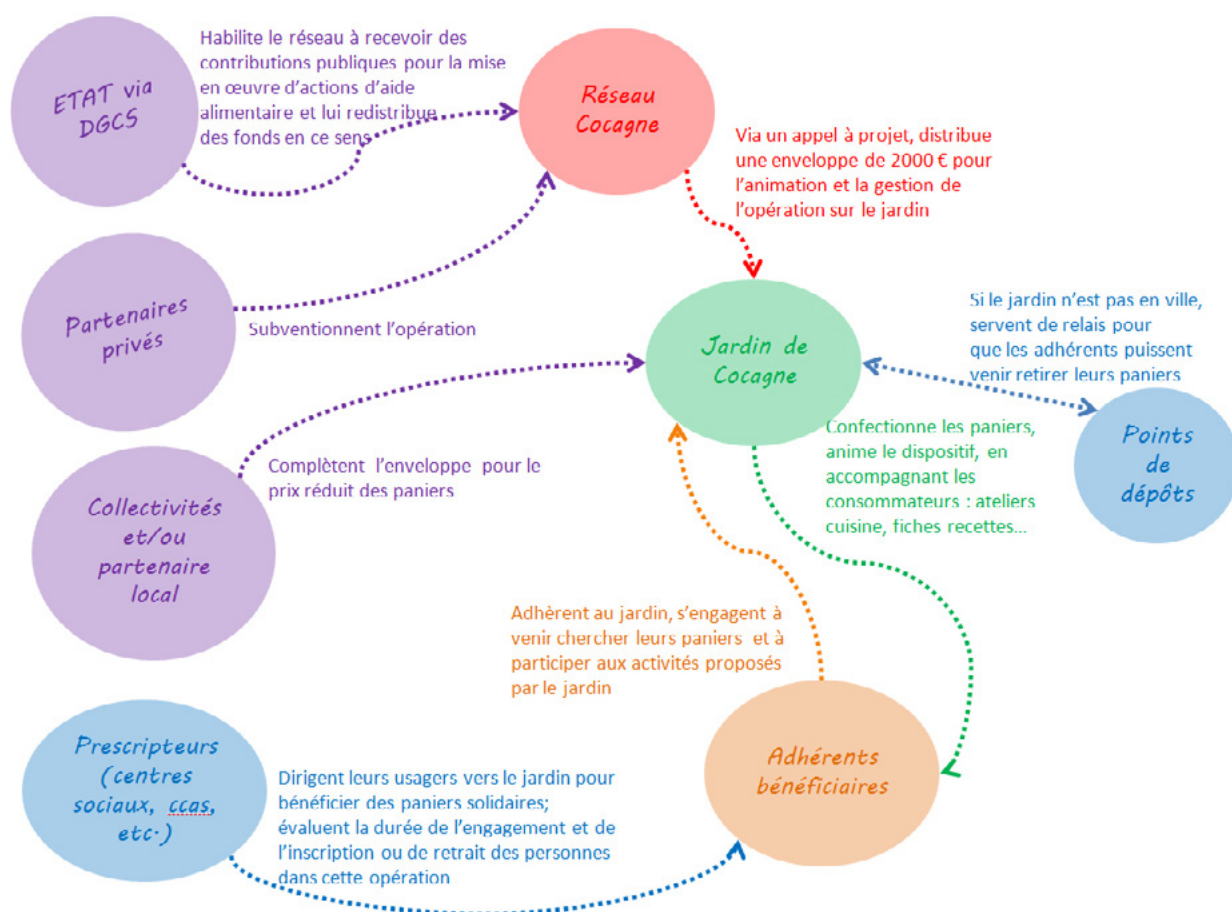 ETAT via
DGCS
Habilite le réseau à recevoir des
contributions publiques pour la mise
en œuvre d'actions d'aide
alimentaire et lui redistribue
des fonds en ce sens
Réseau
Cocagne
Via un appel à projet, distribue
une enveloppe de 2000 € pour
l'animation et la gestion de
l'opération sur le jardin
Partenaires
privés
Subventionnent l'opération
Jardin de
Cocagne
Si le jardin n'est pas en ville,
servent de relais pour
que les adhérents puissent
venir retirer leurs paniers
Points
de
dépôts
Collectivités
et/ou
partenaire
local
Complètent l'enveloppe pour le
prix réduit des paniers
Confectionne les paniers,
anime le dispositif, en
accompagnant les
consommateurs : ateliers
cuisine, fiches recettes...
Adhèrent au jardin, s'engagent à
venir chercher leurs paniers et à
participer aux activités proposés
par le jardin
Prescripteurs
(centres
sociaux, ccas,
etc.)
Dirigent leurs usagers vers le jardin pour
bénéficier des paniers solidaires;
évaluent la durée de l'engagement et de
l'inscription ou de retrait des personnes
dans cette opération
Adhérents
bénéficiaires